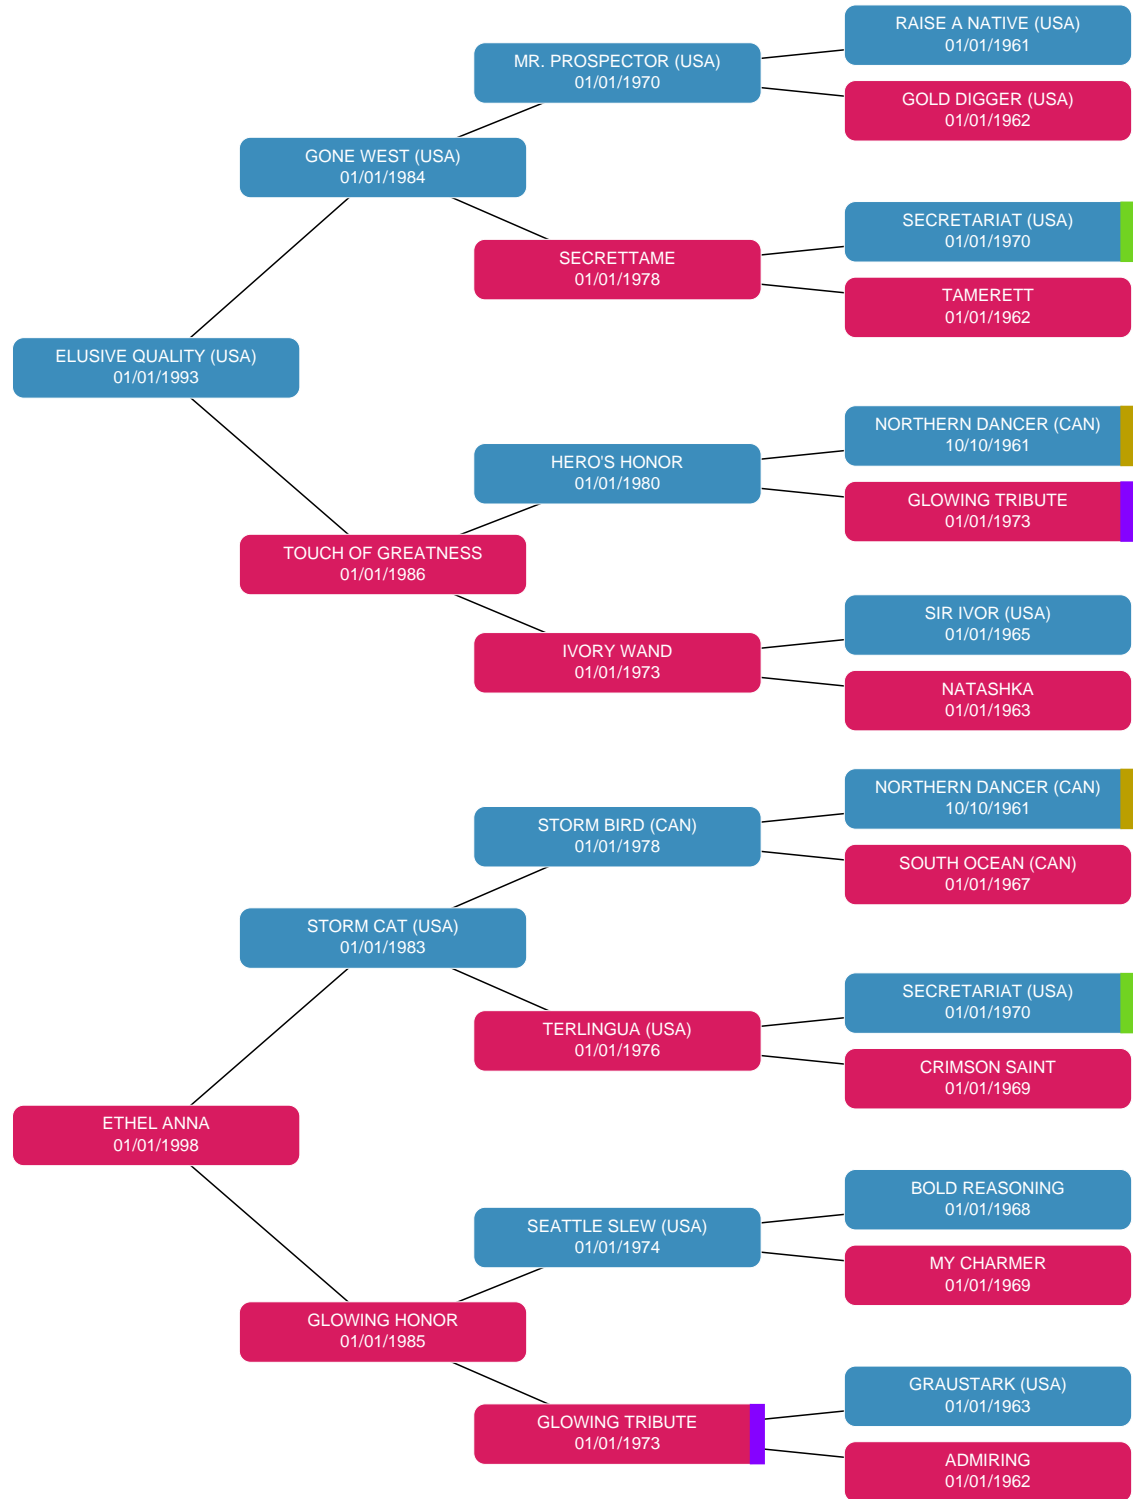 RAISE A NATIVE (USA)
01/01/1961
MR. PROSPECTOR (USA)
01/01/1970
GOLD DIGGER (USA)
01/01/1962
GONE WEST (USA)
01/01/1984
SECRETARIAT (USA)
01/01/1970
SECRETTAME
01/01/1978
TAMERETT
01/01/1962
ELUSIVE QUALITY (USA)
01/01/1993
NORTHERN DANCER (CAN)
10/10/1961
HERO'S HONOR
01/01/1980
GLOWING TRIBUTE
01/01/1973
TOUCH OF GREATNESS
01/01/1986
SIR IVOR (USA)
01/01/1965
IVORY WAND
01/01/1973
NATASHKA
01/01/1963
NORTHERN DANCER (CAN)
10/10/1961
STORM BIRD (CAN)
01/01/1978
SOUTH OCEAN (CAN)
01/01/1967
STORM CAT (USA)
01/01/1983
SECRETARIAT (USA)
01/01/1970
TERLINGUA (USA)
01/01/1976
CRIMSON SAINT
01/01/1969
ETHEL ANNA
01/01/1998
BOLD REASONING
01/01/1968
SEATTLE SLEW (USA)
01/01/1974
MY CHARMER
01/01/1969
GLOWING HONOR
01/01/1985
GRAUSTARK (USA)
01/01/1963
GLOWING TRIBUTE
01/01/1973
ADMIRING
01/01/1962